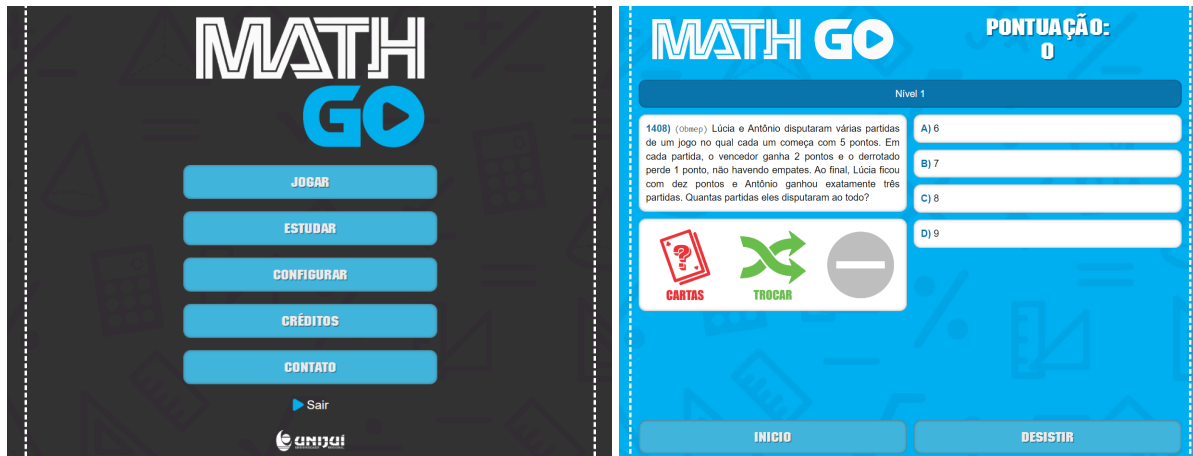 MATH
GO
JOGAR
ESTUDAR
CONFIGURAR
CRÉDITOS
CONTATO
Sair
UNIJUÍ
MATH GO
PONTUAÇÃO:
0
Nível 1
1408) (Obmep) Lúcia e Antônio disputaram várias partidas
de um jogo no qual cada um começa com 5 pontos. Em
cada partida, o vencedor ganha 2 pontos e o derrotado
perde 1 ponto, não havendo empates. Ao final, Lúcia ficou
com dez pontos e Antônio ganhou exatamente três
partidas. Quantas partidas eles disputaram ao todo?
A) 6
B) 7
C) 8
D) 9
CARTAS
TROCAR
INICIO
DESISTIR